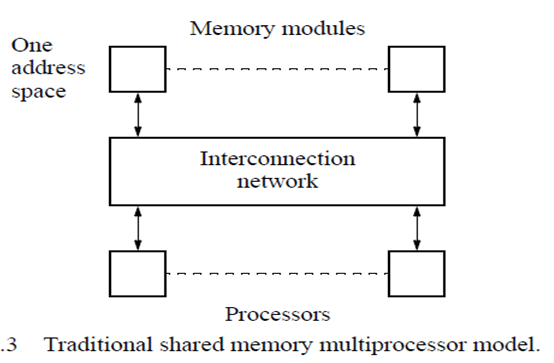 Memory modules
One
address
space
Interconnection
network
Processors
.3 Traditional shared memory multiprocessor model.